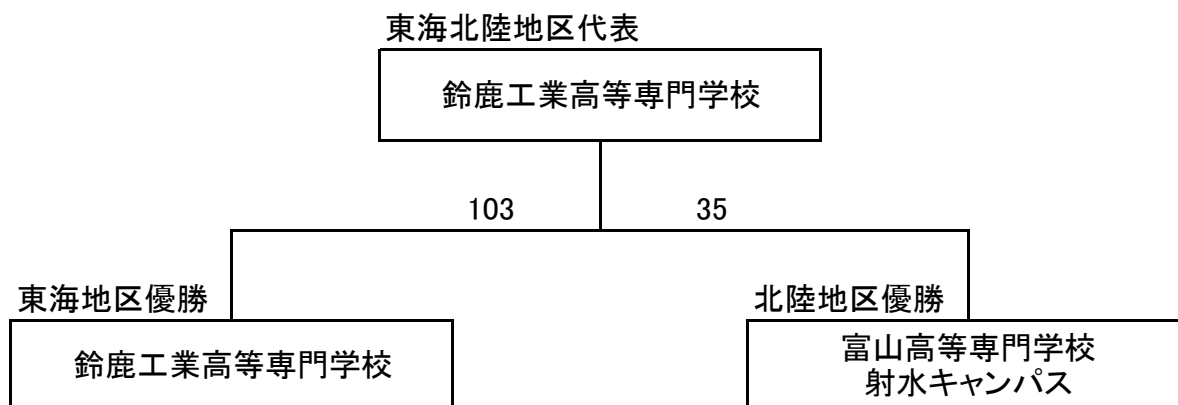 東海北陸地区代表
鈴鹿工業高等専門学校
103 35
東海地区優勝 北陸地区優勝
鈴鹿工業高等専門学校
富山高等専門学校
射水キャンパス